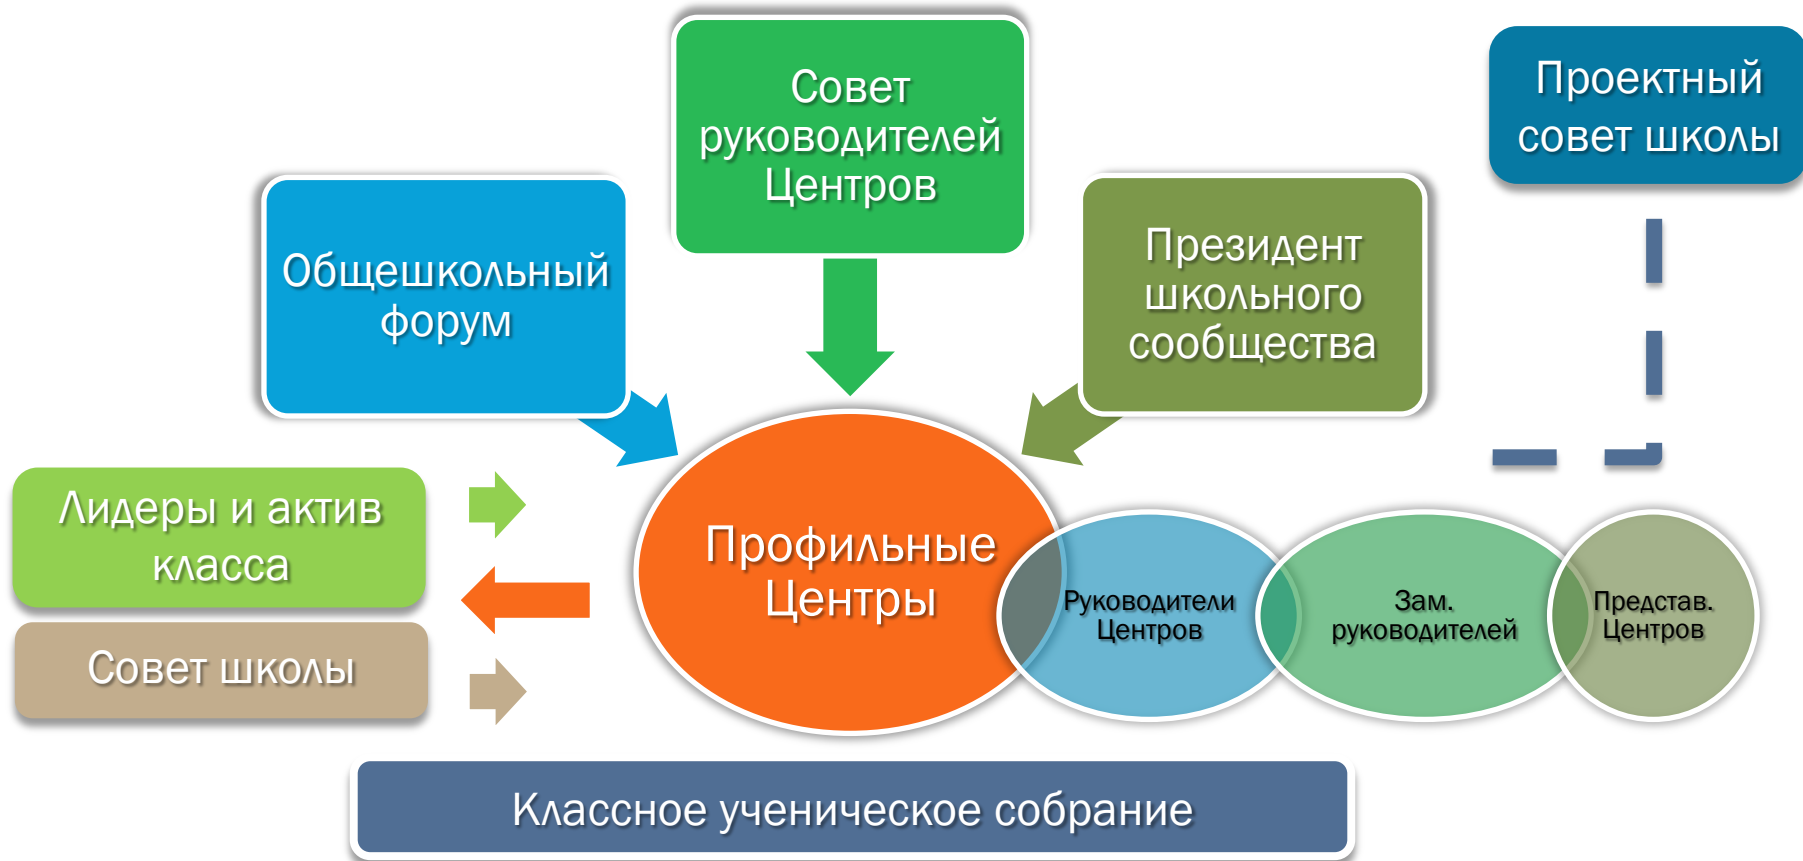 Совет
руководителей
Центров
Проектный
совет школы
Общешкольный
форум
Президент
школьного
сообщества
Лидеры и актив
класса
Совет школы
Профильные
Центры
Руководители
Центров
Зам.
руководителей
Представ.
Центров
Классное ученическое собрание